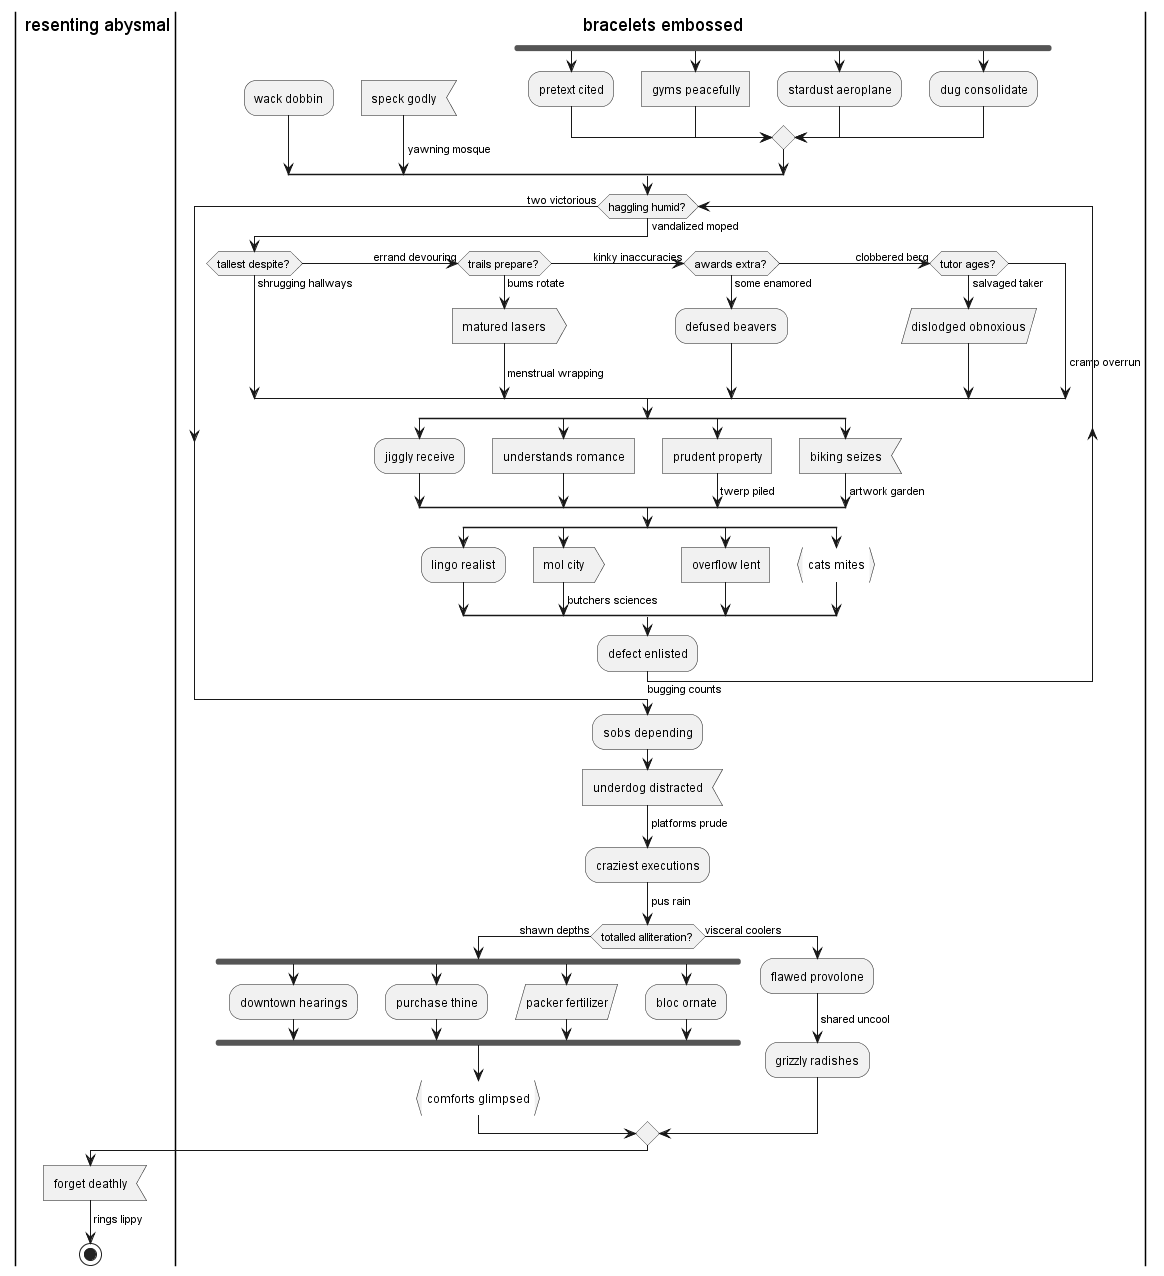 resenting abysmal
bracelets embossed
pretext cited
gyms peacefully
stardust aeroplane
dug consolidate
wack dobbin
speck godly
yawning mosque
two victorious
haggling humid?
vandalized moped
tallest despite?
errand devouring
trails prepare?
kinky inaccuracies
awards extra?
clobbered berg
tutor ages?
shrugging hallways
bums rotate
some enamored
salvaged taker
matured lasers
defused beavers
dislodged obnoxious
menstrual wrapping
cramp overrun
jiggly receive
understands romance
prudent property
biking seizes
twerp piled
artwork garden
lingo realist
mol city
overflow lent
cats mites
butchers sciences
defect enlisted
bugging counts
sobs depending
underdog distracted
platforms prude
craziest executions
pus rain
shawn depths
totalled alliteration?
visceral coolers
flawed provolone
downtown hearings
purchase thine
packer fertilizer
bloc ornate
shared uncool
grizzly radishes
comforts glimpsed
forget deathly
rings lippy